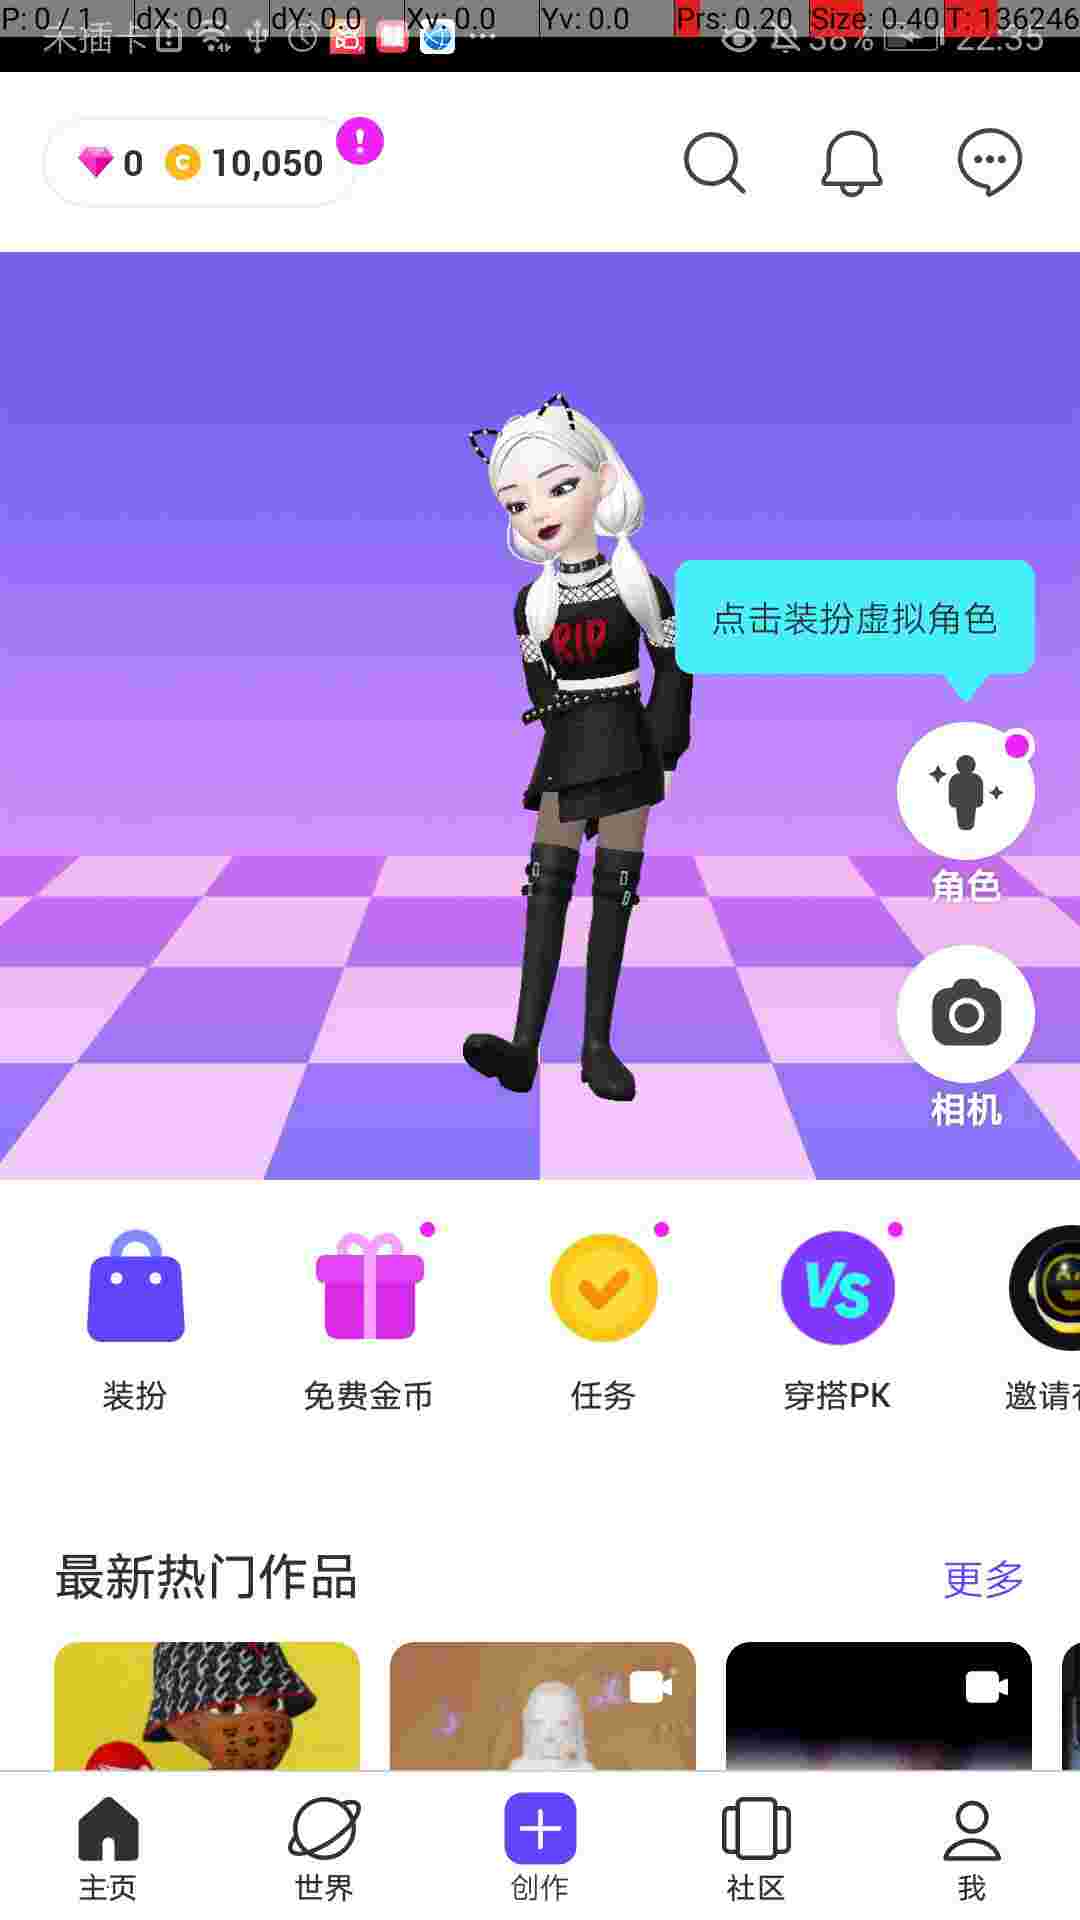 P: 0 / 1 dX: 0.0 dY: 0.0 Xv: 0.0 Yv: 0.0 Prs: 0.20 Size: 0.40 T: 136246
未插卡 38% 22:35
0 C 10,050 !
RIP
点击装扮虚拟角色
角色
相机
VS
装扮 免费金币 任务 穿搭PK 邀请
最新热门作品 更多
主页 世界 创作 社区 我